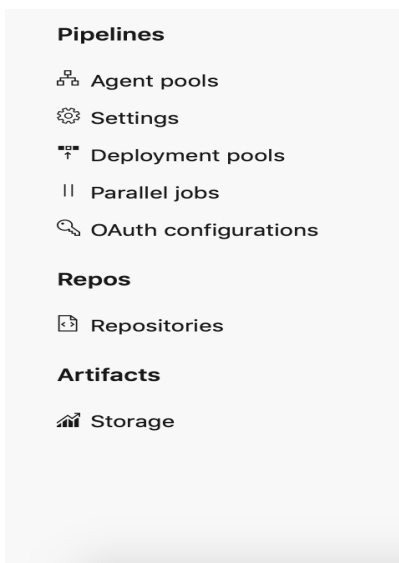 Pipelines
Agent pools
Settings
Deployment pools
Parallel jobs
OAuth configurations
Repos
Repositories
Artifacts
Storage